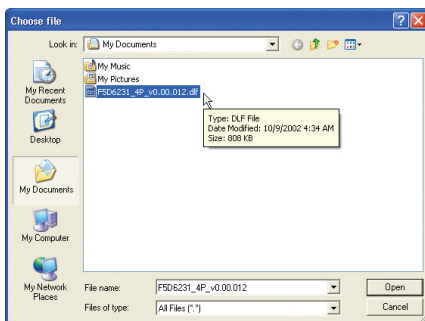 Choose file
Look in:
My Documents
My Recent
Documents
Desktop
My Documents
My Computer
My Network
Places
My Music
My Pictures
F5D6231_4P_v0.00.012.dlf
Type: DLF File
Date Modified: 10/9/2002 4:34 AM
Size: 808 KB
File name:
F5D6231_4P_v0.00.012
Open
Files of type:
All Files (*.*)
Cancel